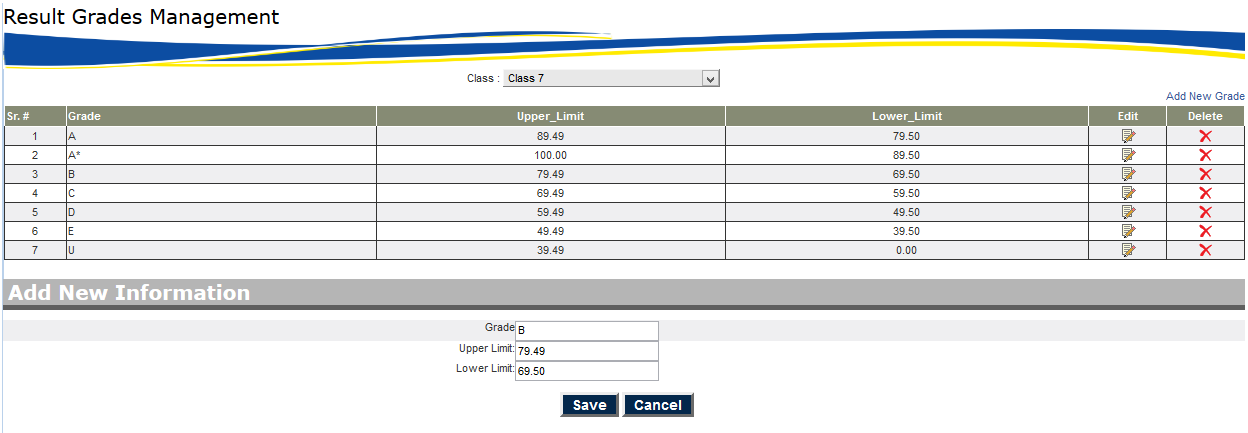 Result Grades Management
Class : Class 7
Add New Grade
Sr. # Grade Upper_Limit Lower_Limit Edit Delete
1 A 89.49 79.50
2 A* 100.00 89.50
3 B 79.49 69.50
4 C 69.49 59.50
5 D 59.49 49.50
6 E 49.49 39.50
7 U 39.49 0.00
Add New Information
Grade B
Upper Limit: 79.49
Lower Limit: 69.50
Save Cancel